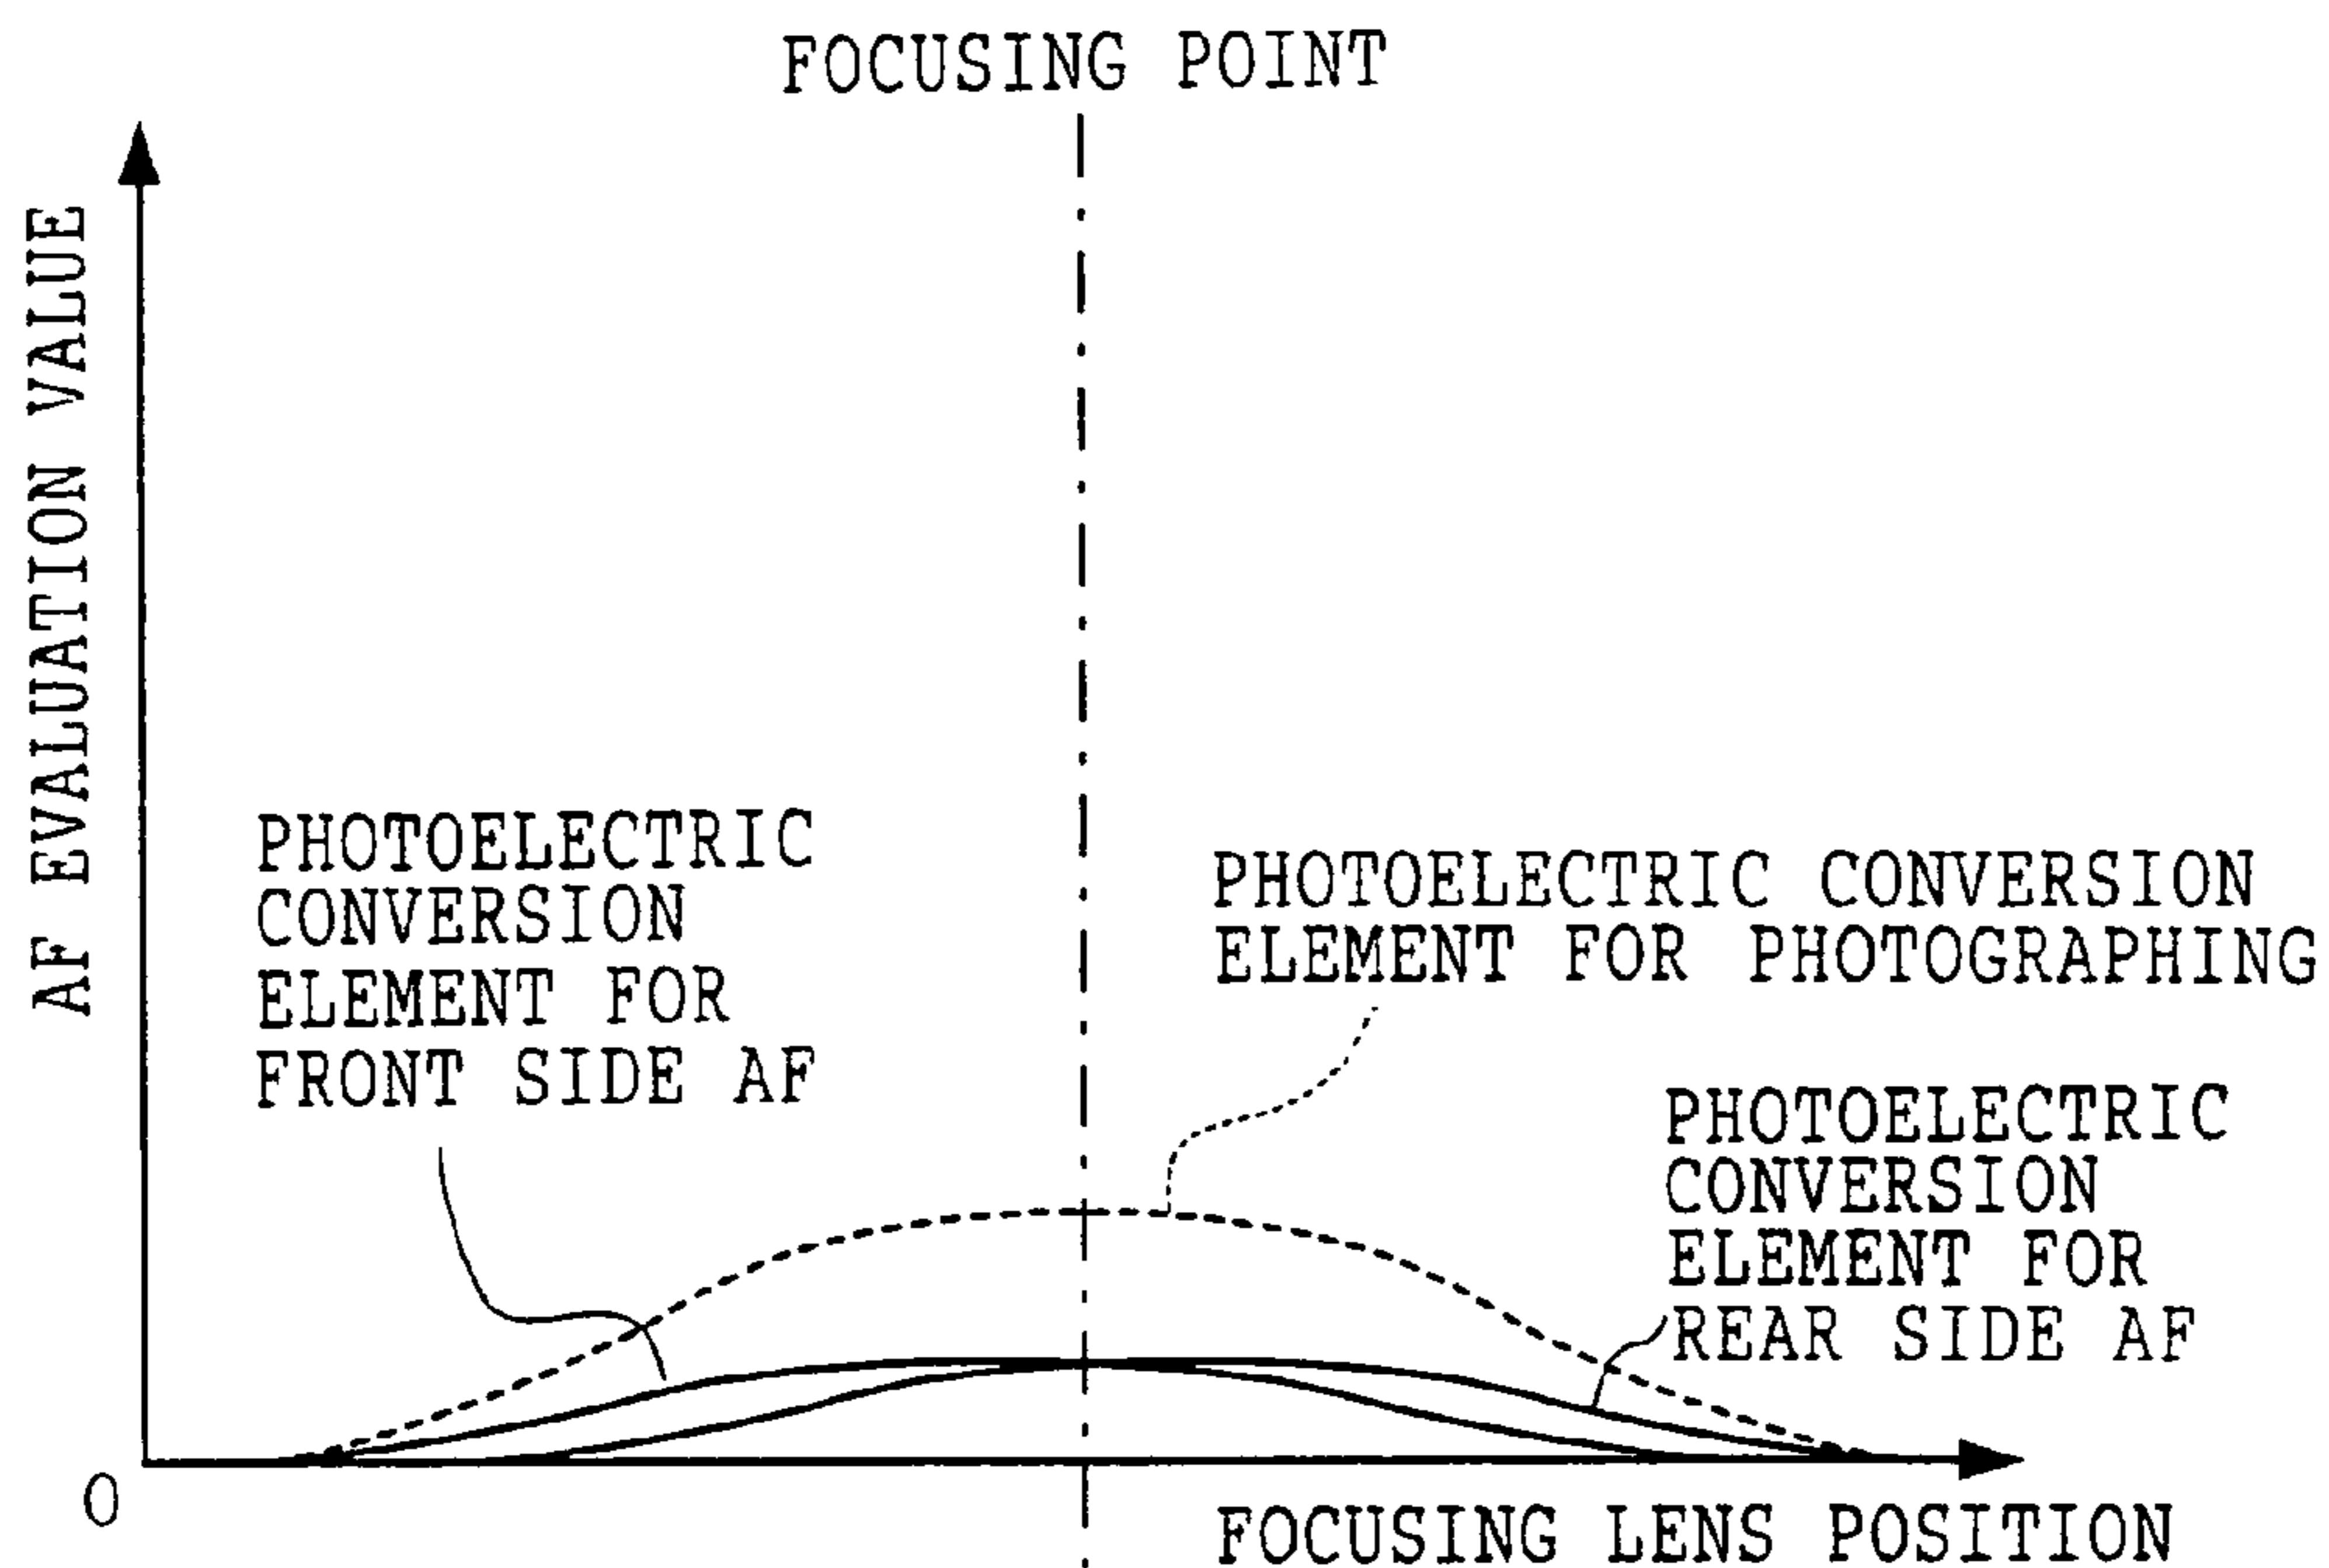 FOCUSING POINT
AF EVALUATION VALUE
PHOTOELECTRIC
CONVERSION
ELEMENT FOR
FRONT SIDE AF
PHOTOELECTRIC CONVERSION
ELEMENT FOR PHOTOGRAPHING
PHOTOELECTRIC
CONVERSION
ELEMENT FOR
REAR SIDE AF
O
FOCUSING LENS POSITION